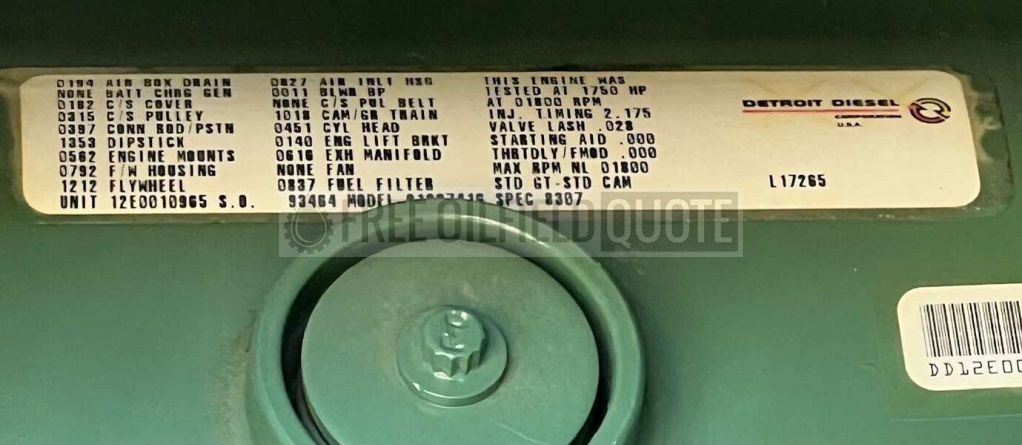 0194 AIR BOX DRAIN
NONE BATT CHRG GEN
0182 C/S COVER
0315 C/S PULLEY
0397 CONN ROD/PSTN
1353 DIPSTICK
0562 ENGINE MOUNTS
0792 F/W HOUSING
1212 FLYWHEEL
UNIT 12E0010965 S.O. 93464 MODEL SPEC 8307
0827 AIR INLT HSG
0011 BLWR BP
NONE C/S PUL BELT
1018 CAM/GR TRAIN
0451 CYL HEAD
0140 ENG LIFT BRKT
0616 EXH MANIFOLD
NONE FAN
0837 FUEL FILTER
THIS ENGINE WAS
TESTED AT 1750 HP
AT 01800 RPM
INJ. TIMING 2.175
VALVE LASH .028
STARTING AID .000
THRTDLY/FMOD .000
MAX RPM NL 01800
STD GT-STD CAM
DETROIT DIESEL
CORPORATION
U.S.A.
L17265
FREE OILFIELD QUOTE
DD12E00